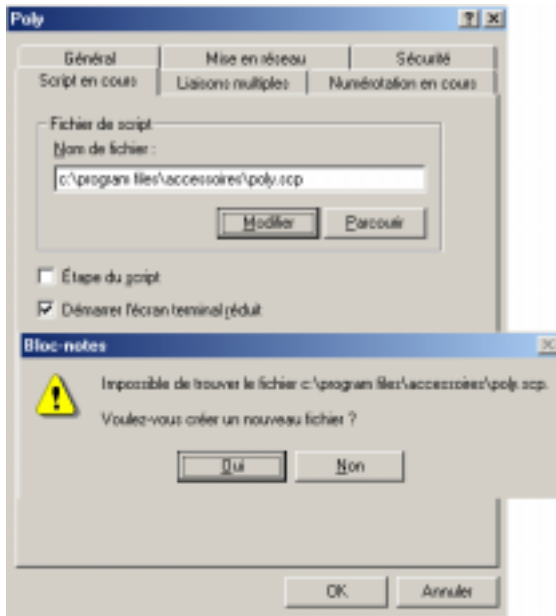 Poly
Général Mise en réseau Sécurité
Script en cours Liaisons multiples Numérotation en cours
Fichier de script
Nom de fichier :
c:\program files\accessoires\poly.scp
Modifier Parcourir
Étape du script
Démarrer l'écran terminal réduit
Bloc-notes
Impossible de trouver le fichier c:\program files\accessoires\poly.scp.
Voulez-vous créer un nouveau fichier ?
Oui Non
OK Annuler